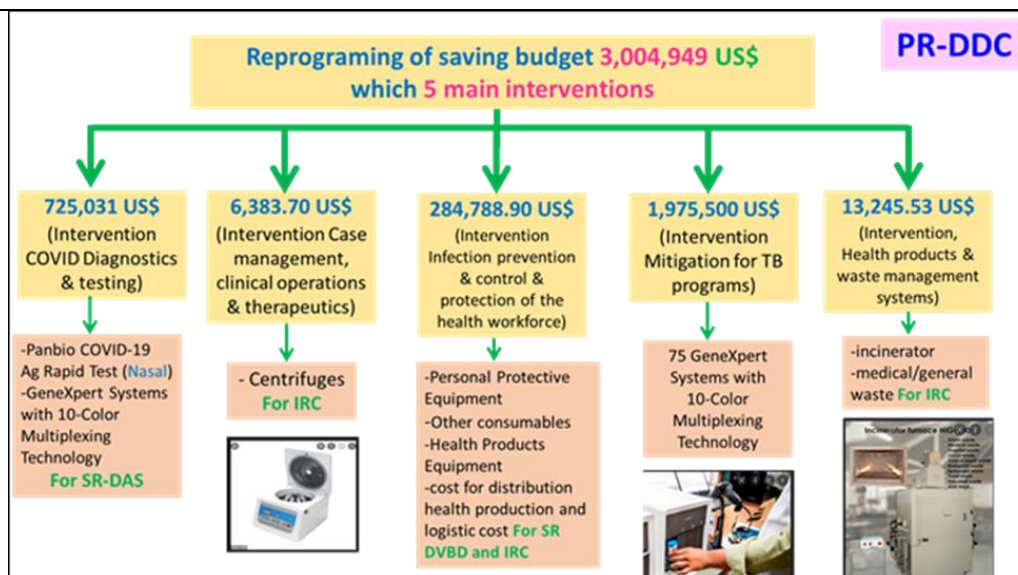 PR-DDC
Reprograming of saving budget 3,004,949 US$
which 5 main interventions
725,031 US$
(Intervention
COVID Diagnostics
& testing)
-Panbio COVID-19
Ag Rapid Test (Nasal)
-GeneXpert Systems
with 10-Color
Multiplexing
Technology
For SR-DAS
6,383.70 US$
(Intervention Case
management,
clinical operations
& therapeutics)
- Centrifuges
For IRC
284,788.90 US$
(Intervention
Infection prevention
& control &
protection of the
health workforce)
-Personal Protective
Equipment
-Other consumables
-Health Products
Equipment
-cost for distribution
health production and
logistic cost For SR
DVBD and IRC
1,975,500 US$
(Intervention
Mitigation for TB
programs)
75 GeneXpert
Systems with
10-Color
Multiplexing
Technology
13,245.53 US$
(Intervention,
Health products &
waste management
systems)
-incinerator
-medical/general
waste For IRC
Incinerator furnace